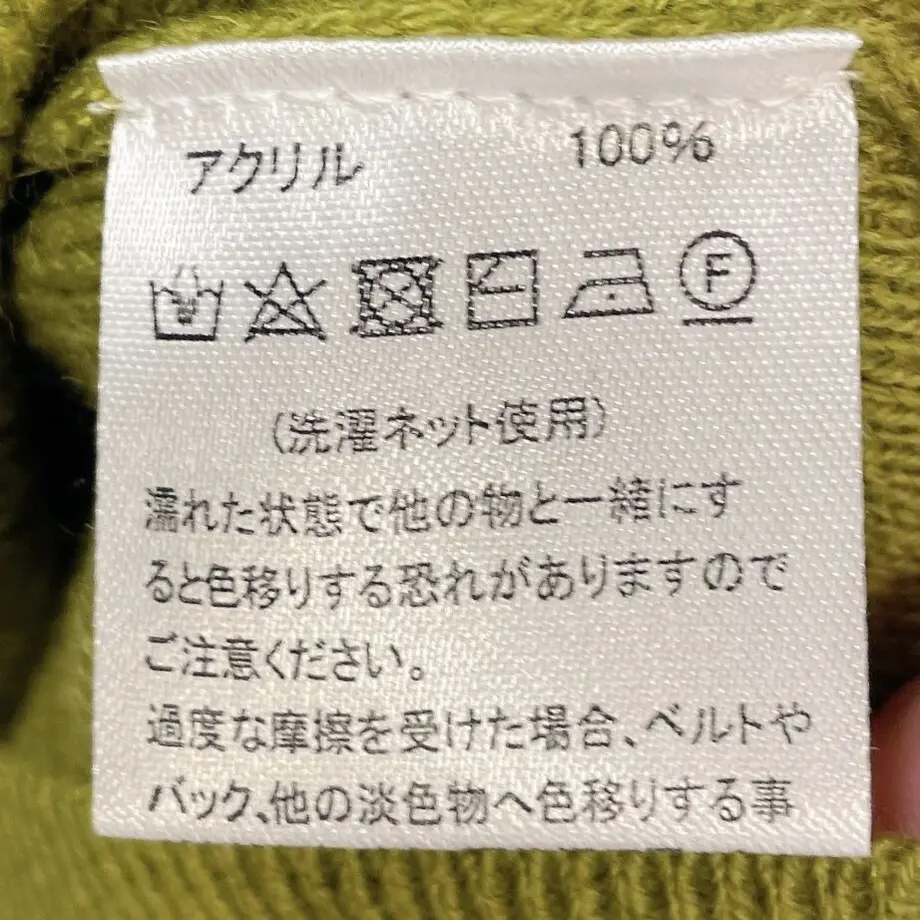 アクリル 100%
F
(洗濯ネット使用)
濡れた状態で他の物と一緒にす
ると色移りする恐れがありますので
ご注意ください。
過度な摩擦を受けた場合、ベルトや
バック、他の淡色物へ色移りする事